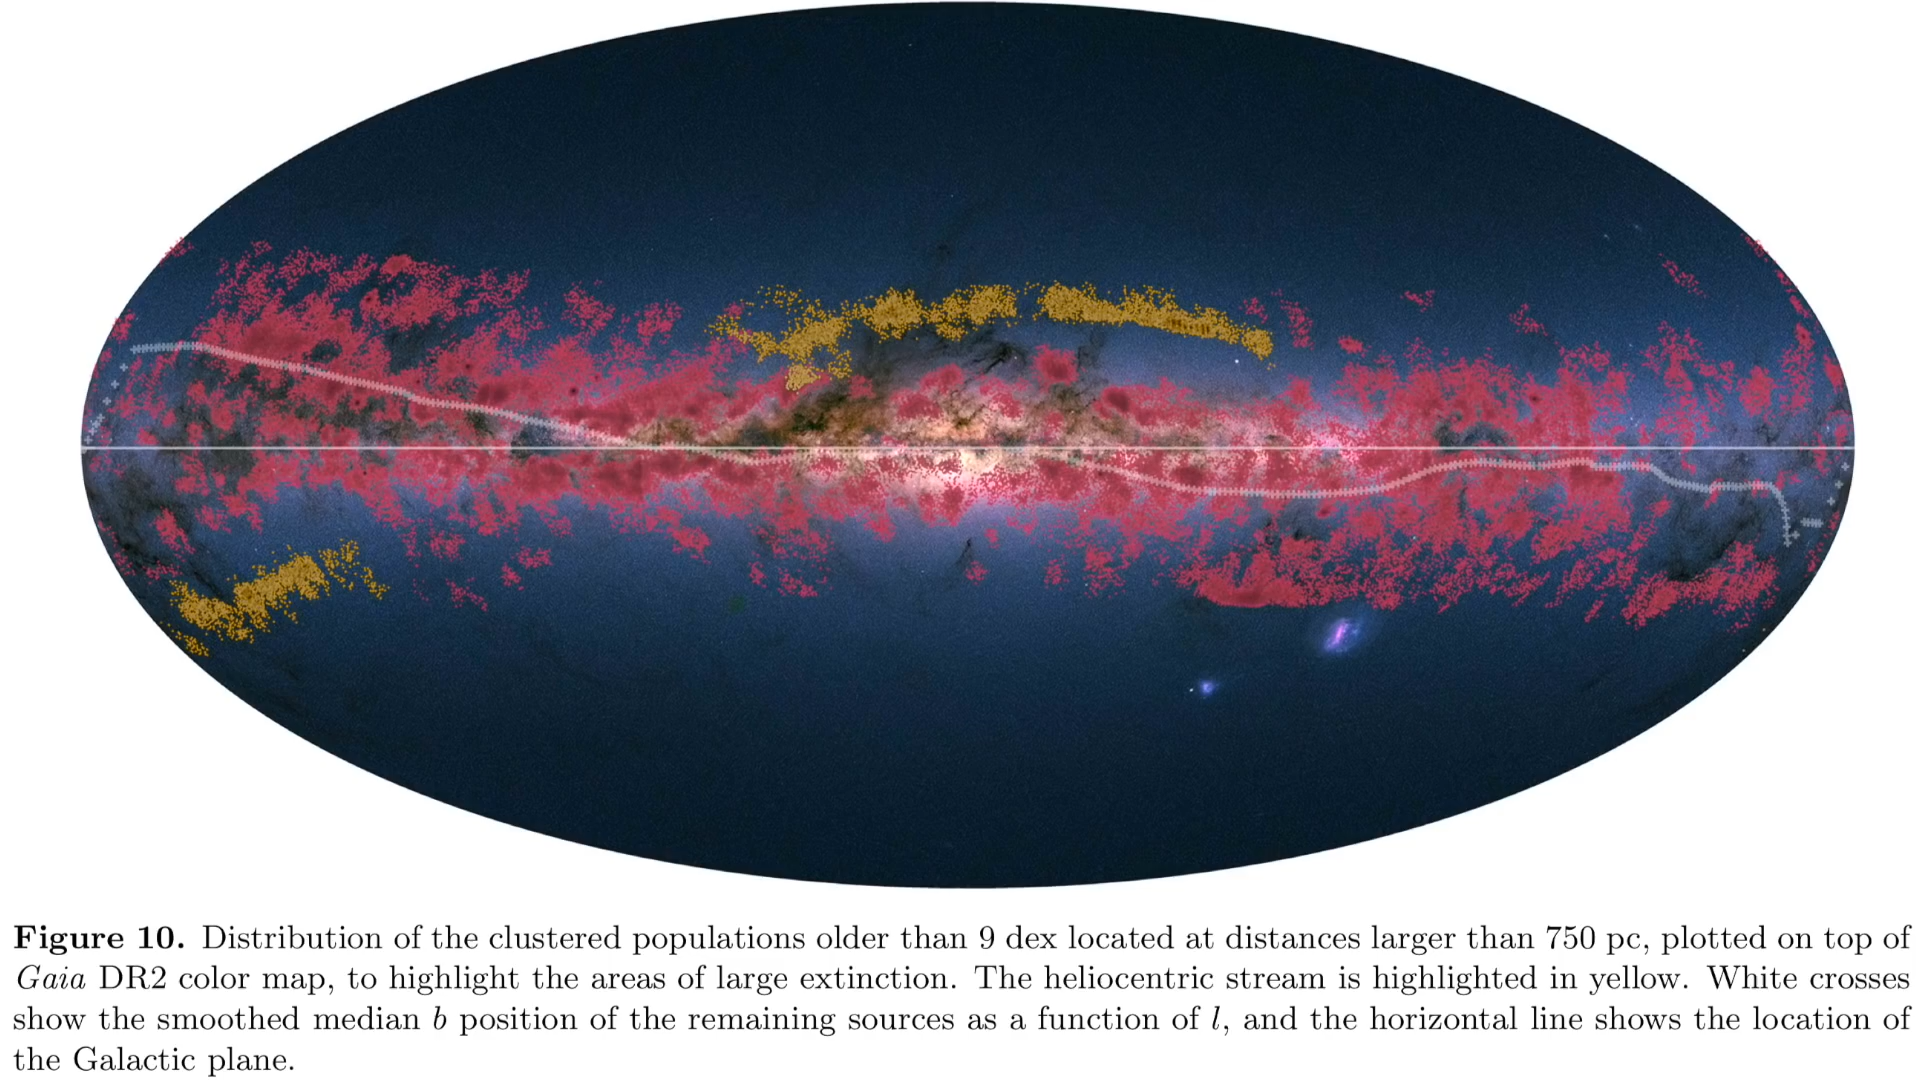 Figure 10. Distribution of the clustered populations older than 9 dex located at distances larger than 750 pc, plotted on top of
Gaia DR2 color map, to highlight the areas of large extinction. The heliocentric stream is highlighted in yellow. White crosses
show the smoothed median b position of the remaining sources as a function of l, and the horizontal line shows the location of
the Galactic plane.